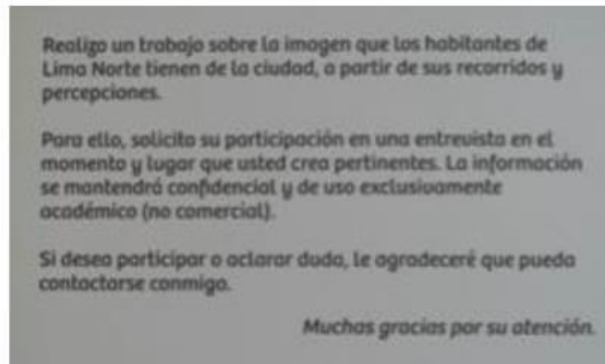 Realizo un trabajo sobre la imagen que los habitantes de
Lima Norte tienen de la ciudad, a partir de sus recorridos y
percepciones.
Para ello, solicito su participación en una entrevista en el
momento y lugar que usted crea pertinentes. La información
se mantendrá confidencial y de uso exclusivamente
académico (no comercial).
Si desea participar o aclarar duda, le agradeceré que pueda
contactarse conmigo.
Muchas gracias por su atención.